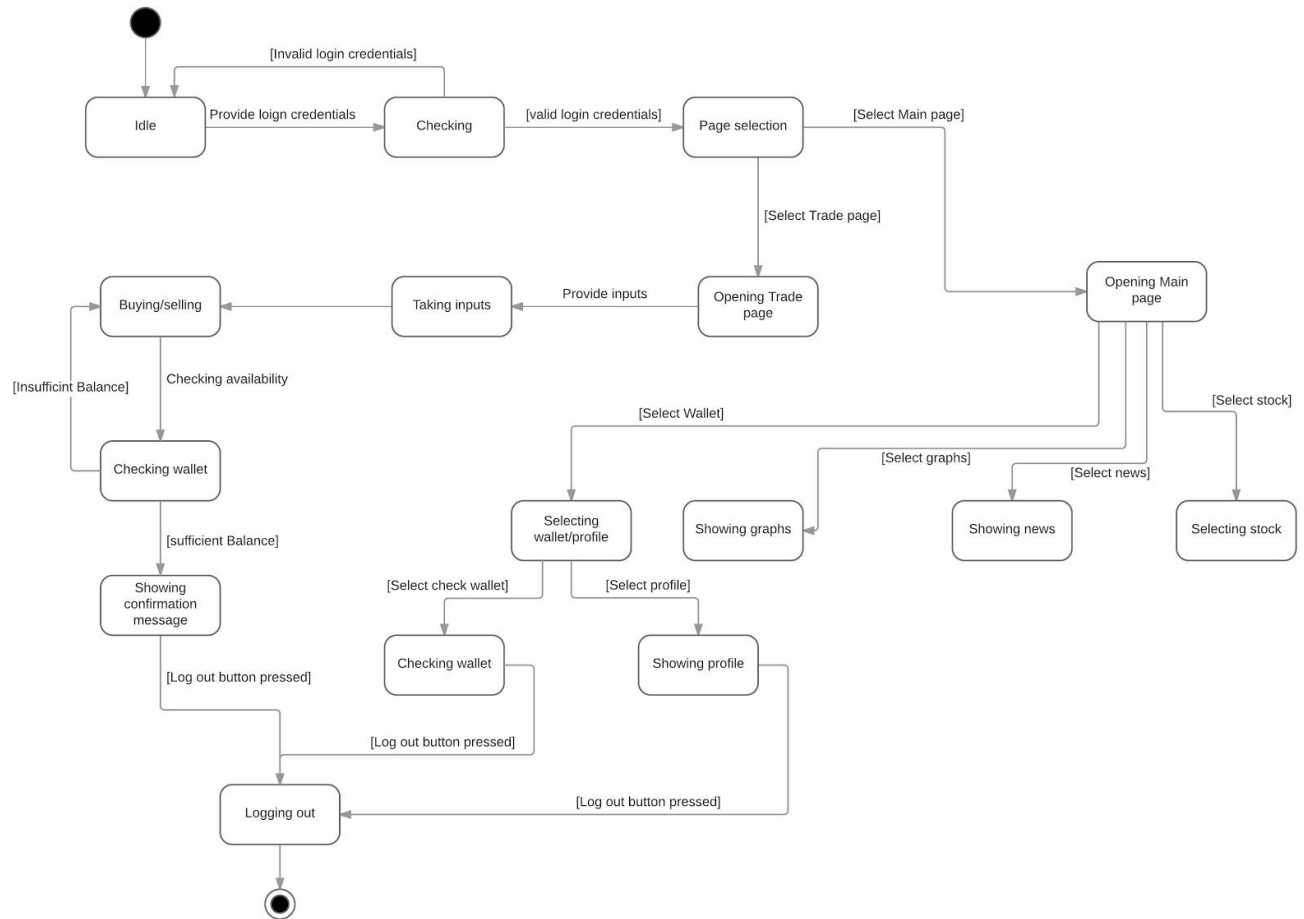 [Invalid login credentials]
Idle
Provide loign credentials
Checking
[valid login credentials]
Page selection
[Select Main page]
[Select Trade page]
Buying/selling
Taking inputs
Provide inputs
Opening Trade
page
Opening Main
page
[Insufficint Balance]
Checking availability
[Select Wallet]
[Select stock]
[Select graphs]
[Select news]
Checking wallet
Selecting
wallet/profile
Showing graphs
Showing news
Selecting stock
[sufficient Balance]
Showing
confirmation
message
[Select check wallet]
[Select profile]
Checking wallet
Showing profile
[Log out button pressed]
[Log out button pressed]
[Log out button pressed]
Logging out